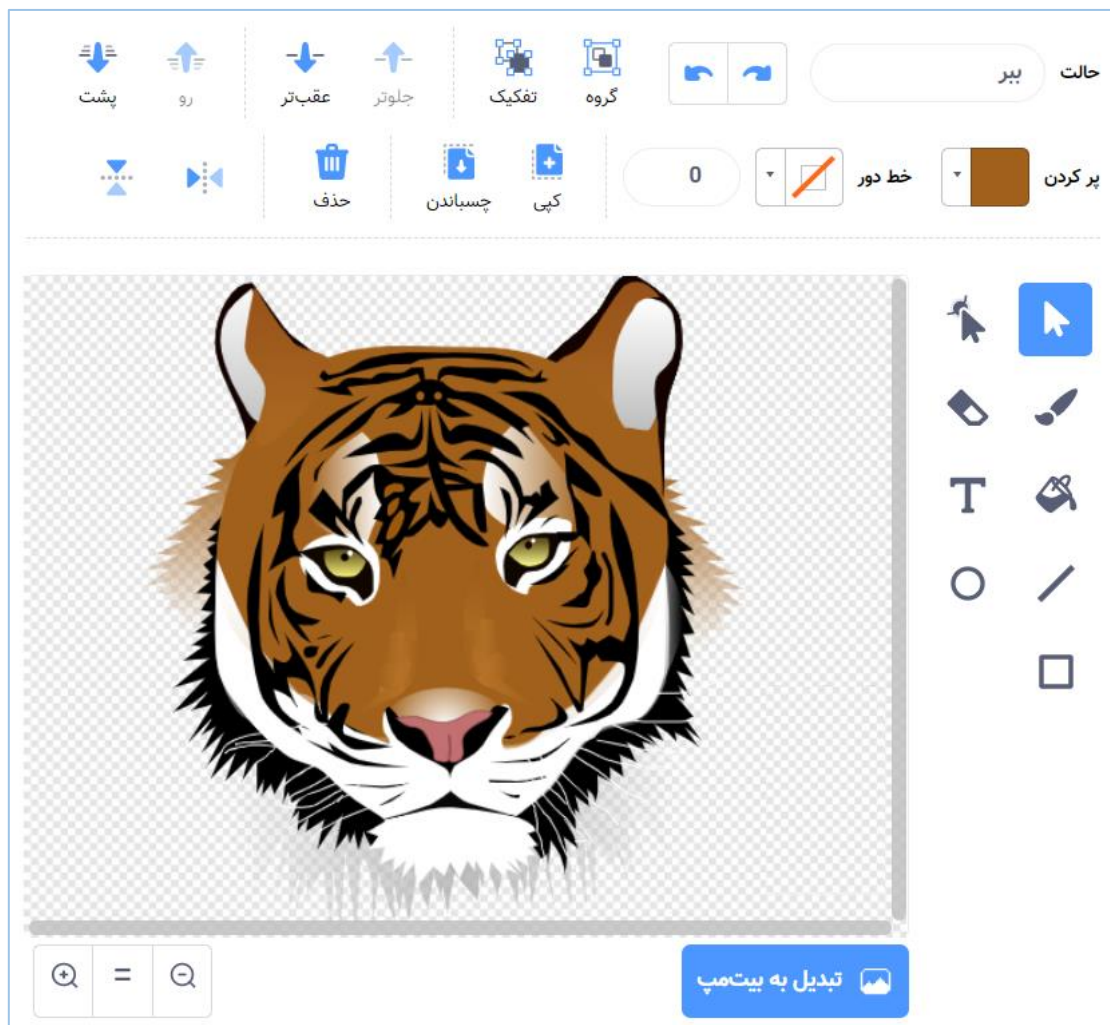 حالت ببر
گروه تفکیک جلوتر عقب‌تر رو پشت
پر کردن خط دور 0
کپی چسباندن حذف
T
تبدیل به بیت‌مپ